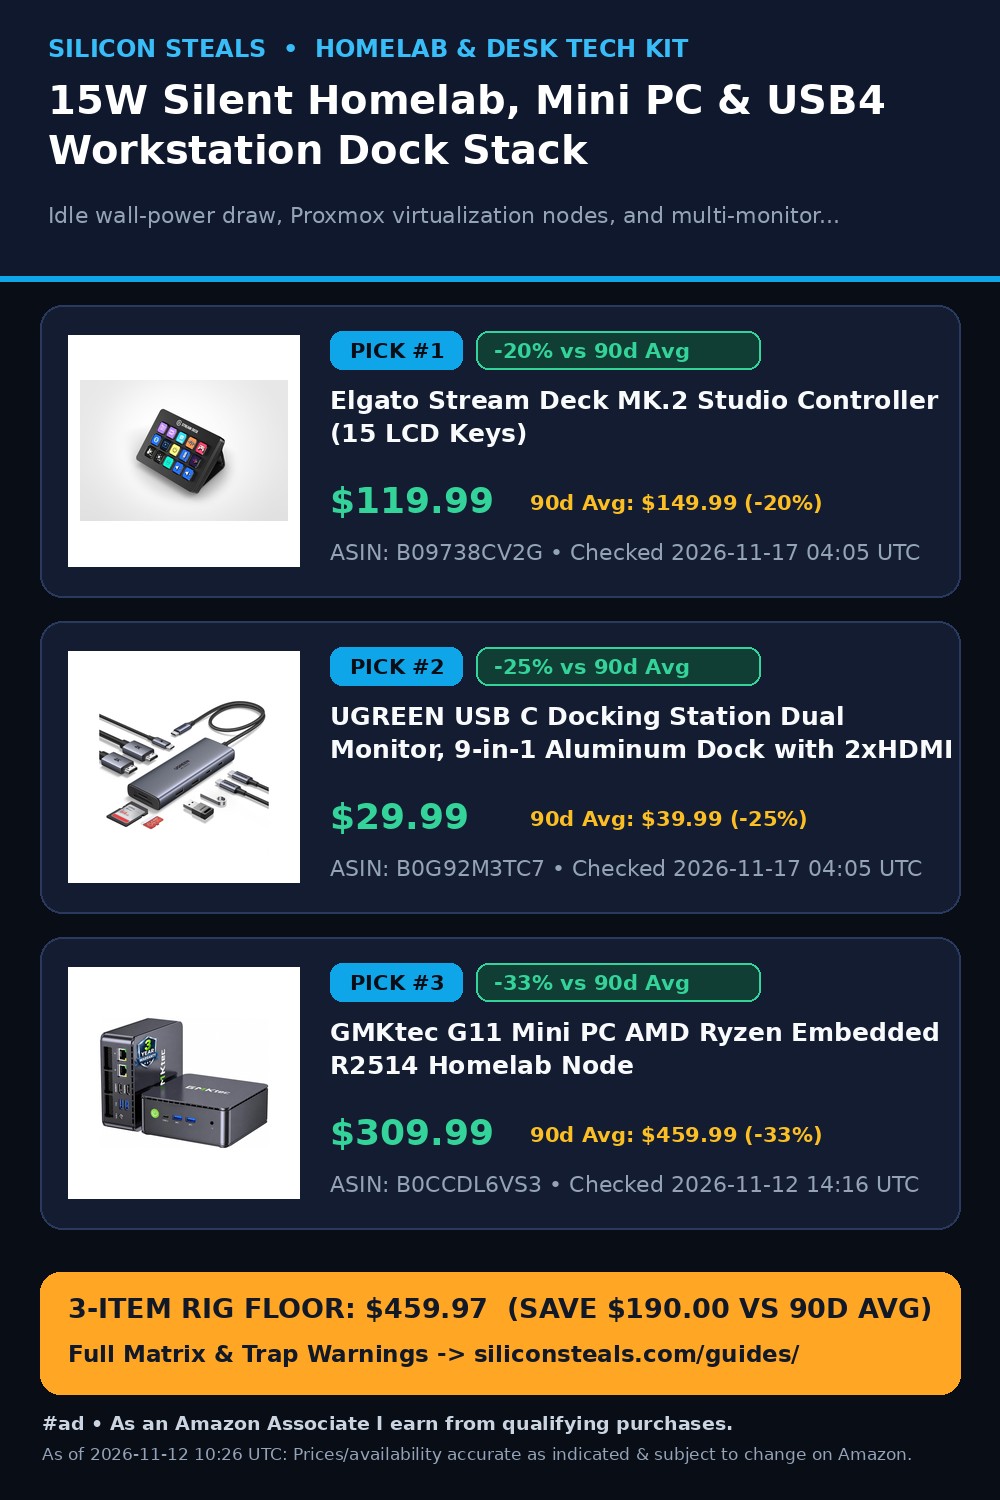 SILICON STEALS • HOMELAB & DESK TECH KIT
15W Silent Homelab, Mini PC & USB4
Workstation Dock Stack
Idle wall-power draw, Proxmox virtualization nodes, and multi-monitor...
PICK #1
-20% vs 90d Avg
Elgato Stream Deck MK.2 Studio Controller
(15 LCD Keys)
$119.99
90d Avg: $149.99 (-20%)
ASIN: B09738CV2G • Checked 2026-11-17 04:05 UTC
PICK #2
-25% vs 90d Avg
UGREEN USB C Docking Station Dual
Monitor, 9-in-1 Aluminum Dock with 2xHDMI
$29.99
90d Avg: $39.99 (-25%)
ASIN: B0G92M3TC7 • Checked 2026-11-17 04:05 UTC
PICK #3
-33% vs 90d Avg
GMKtec G11 Mini PC AMD Ryzen Embedded
R2514 Homelab Node
3
YEAR
GMKtec
$309.99
90d Avg: $459.99 (-33%)
ASIN: B0CCDL6VS3 • Checked 2026-11-12 14:16 UTC
3-ITEM RIG FLOOR: $459.97 (SAVE $190.00 VS 90D AVG)
Full Matrix & Trap Warnings -> siliconsteals.com/guides/
#ad • As an Amazon Associate I earn from qualifying purchases.
As of 2026-11-12 10:26 UTC: Prices/availability accurate as indicated & subject to change on Amazon.